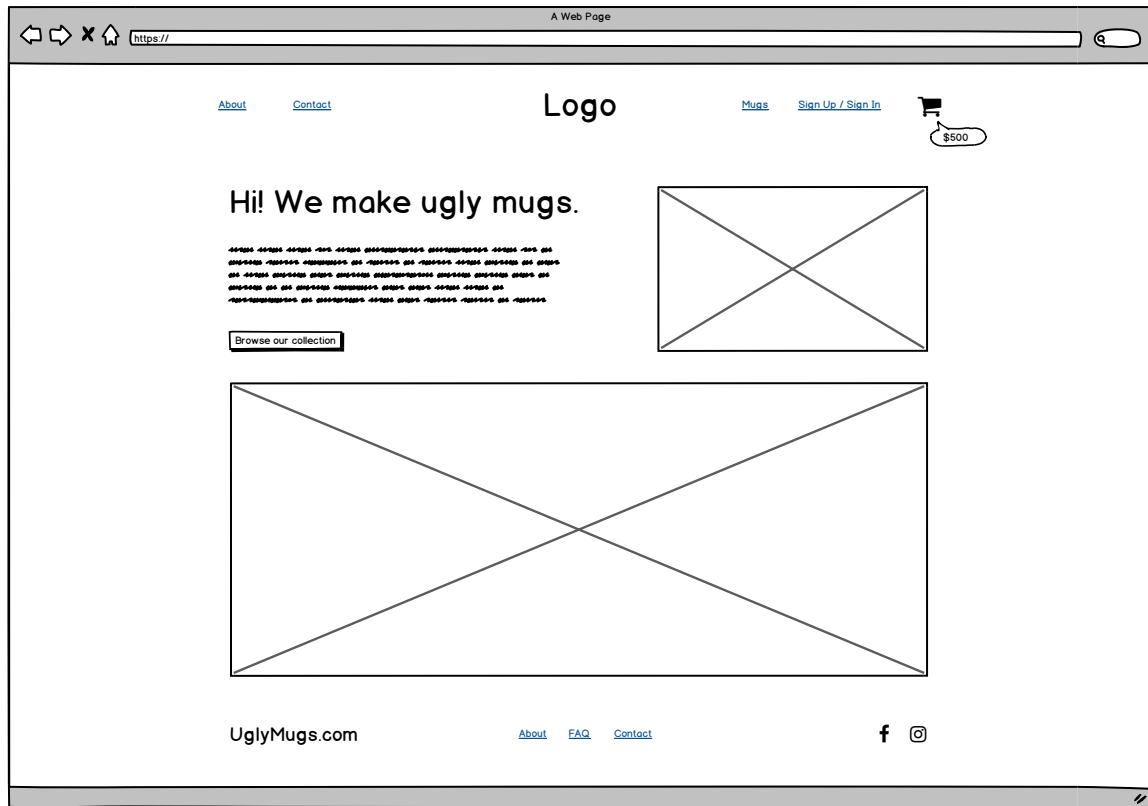 A Web Page
https://
About
Contact
Logo
Mugs
Sign Up / Sign In
$500
Hi! We make ugly mugs.
Browse our collection
UglyMugs.com
About
FAQ
Contact